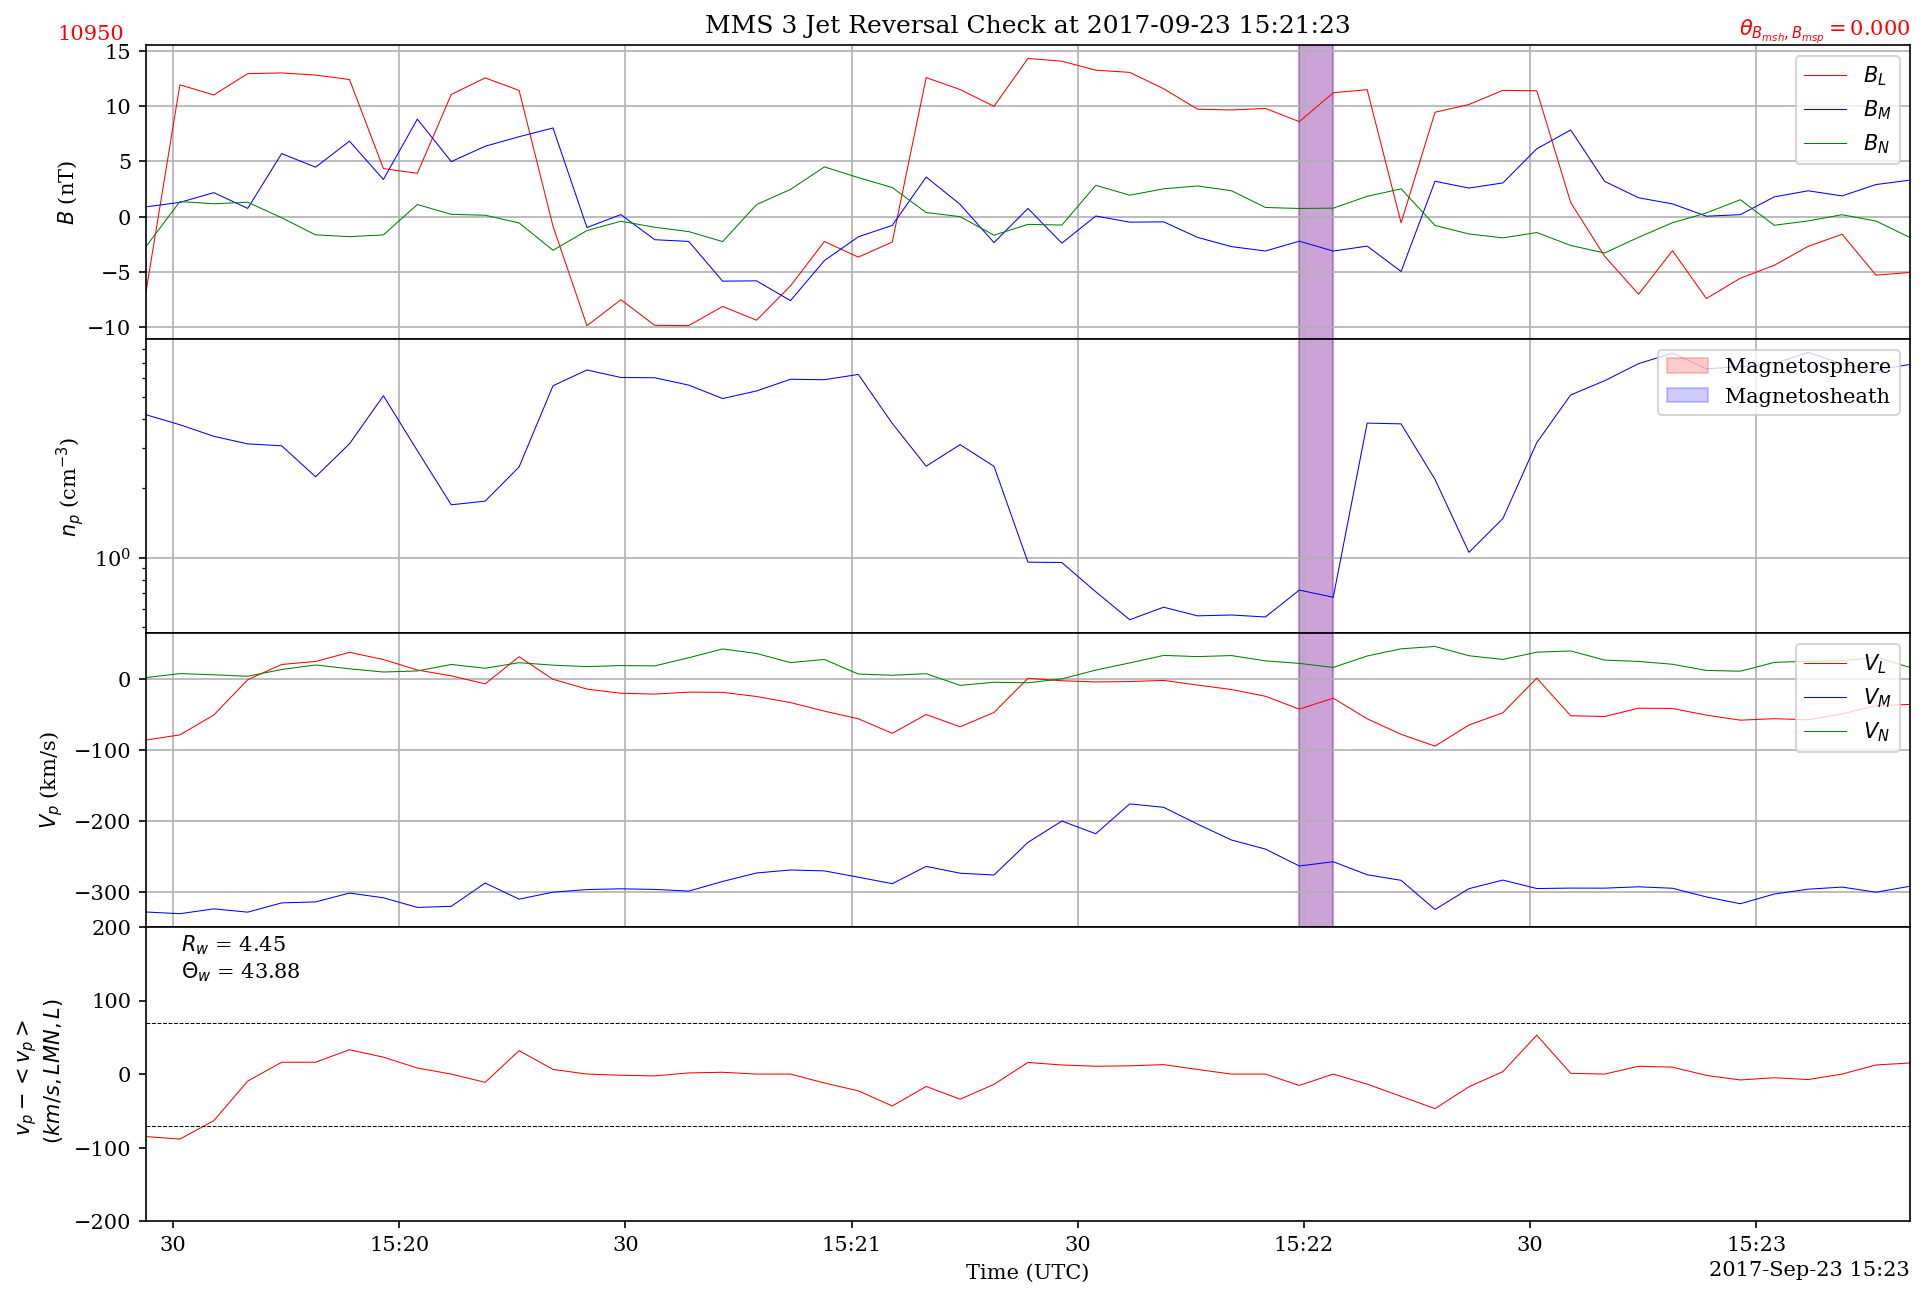 MMS 3 Jet Reversal Check at 2017-09-23 15:21:23
10950
θ_{B_{msh}, B_{msp}} = 0.000
15
10
5
0
−5
−10
B (nT)
B_L
B_M
B_N
10^0
n_p (cm^{−3})
Magnetosphere
Magnetosheath
0
−100
−200
−300
V_p (km/s)
V_L
V_M
V_N
200
100
0
−100
−200
v_p − <v_p>
(km/s, LMN, L)
R_w = 4.45
Θ_w = 43.88
30 15:20 30 15:21 30 15:22 30 15:23
Time (UTC)
2017-Sep-23 15:23